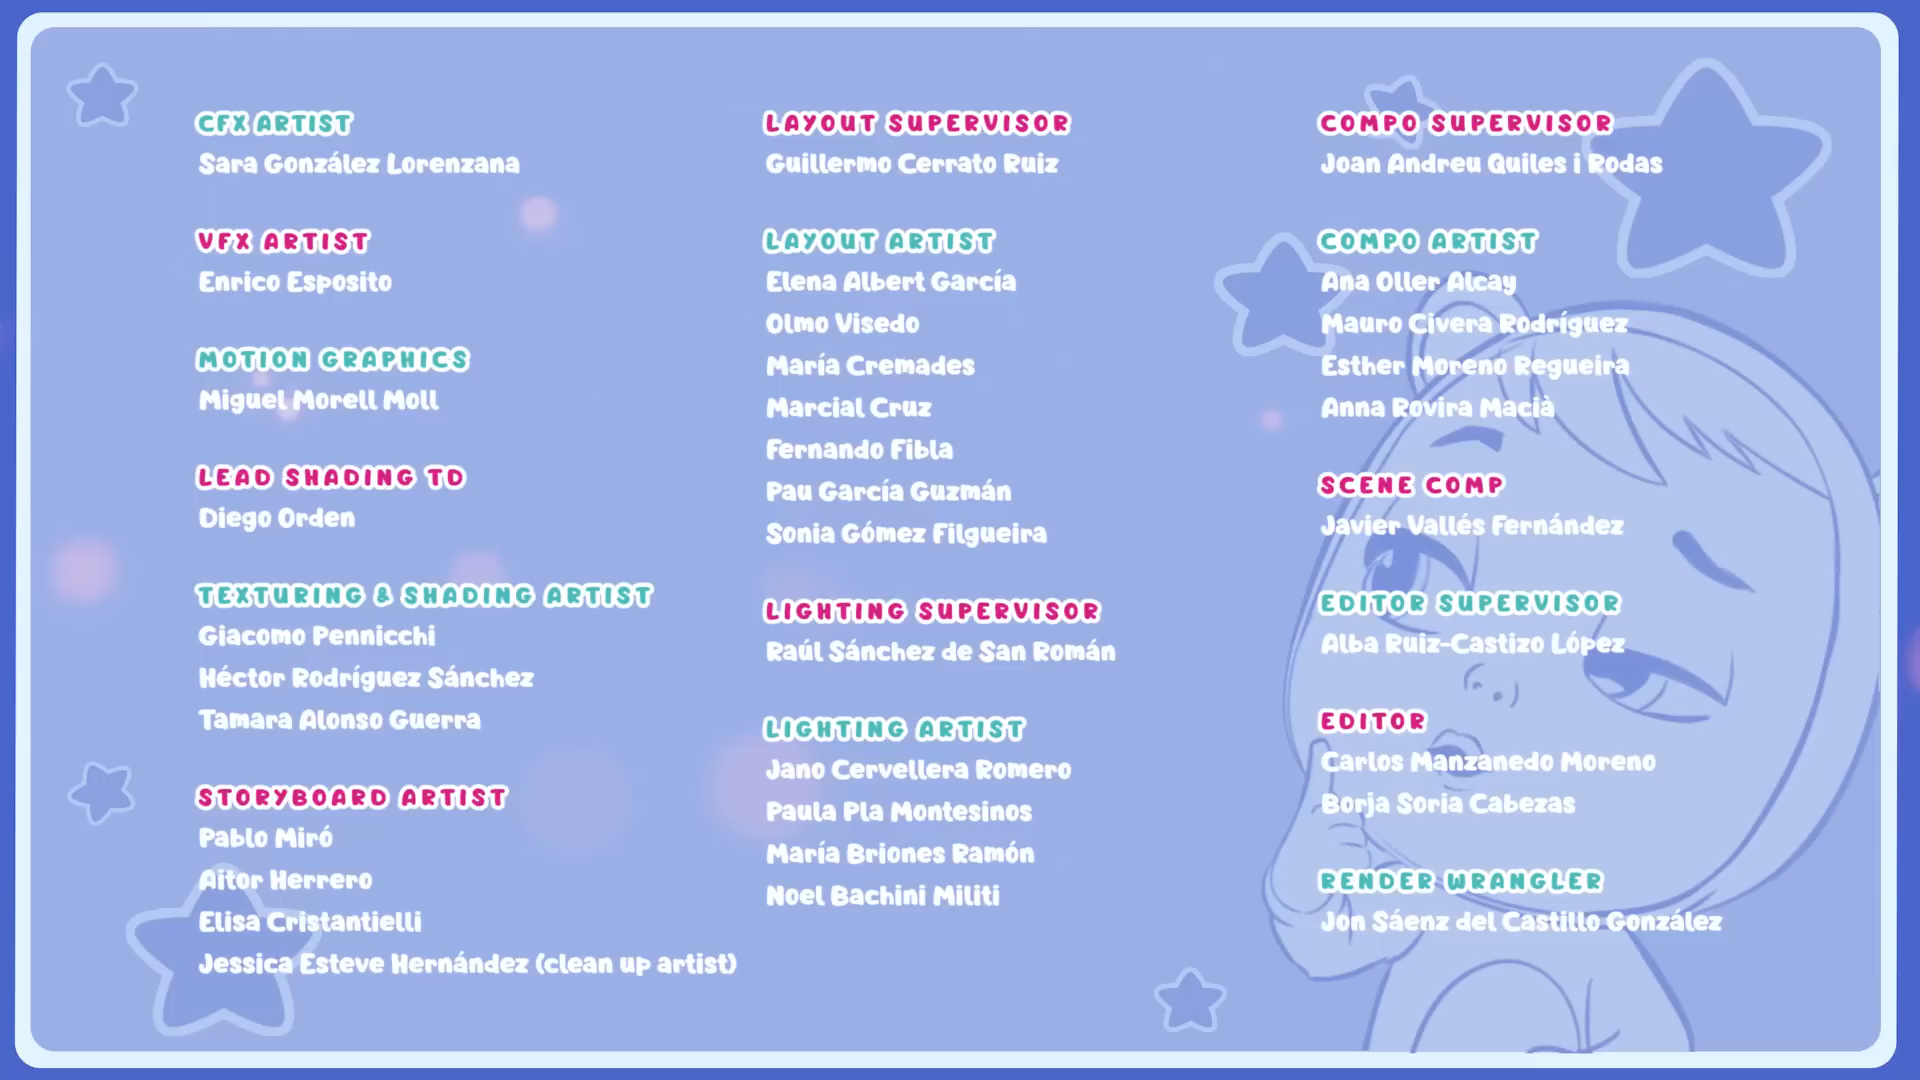 CFX ARTIST
Sara González Lorenzana
VFX ARTIST
Enrico Esposito
MOTION GRAPHICS
Miguel Morell Moll
LEAD SHADING TD
Diego Orden
TEXTURING & SHADING ARTIST
Giacomo Pennicchi
Héctor Rodríguez Sánchez
Tamara Alonso Guerra
STORYBOARD ARTIST
Pablo Miró
Aitor Herrero
Elisa Cristantielli
Jessica Esteve Hernández (clean up artist)
LAYOUT SUPERVISOR
Guillermo Cerrato Ruiz
LAYOUT ARTIST
Elena Albert García
Olmo Visedo
María Cremades
Marcial Cruz
Fernando Fibla
Pau García Guzmán
Sonia Gómez Filgueira
LIGHTING SUPERVISOR
Raúl Sánchez de San Román
LIGHTING ARTIST
Jano Cervellera Romero
Paula Pla Montesinos
María Briones Ramón
Noel Bachini Militi
COMPO SUPERVISOR
Joan Andreu Quiles i Rodas
COMPO ARTIST
Ana Oller Alcay
Mauro Civera Rodríguez
Esther Moreno Regueira
Anna Rovira Macià
SCENE COMP
Javier Vallés Fernández
EDITOR SUPERVISOR
Alba Ruiz-Castizo López
EDITOR
Carlos Manzanedo Moreno
Borja Soria Cabezas
RENDER WRANGLER
Jon Sáenz del Castillo González